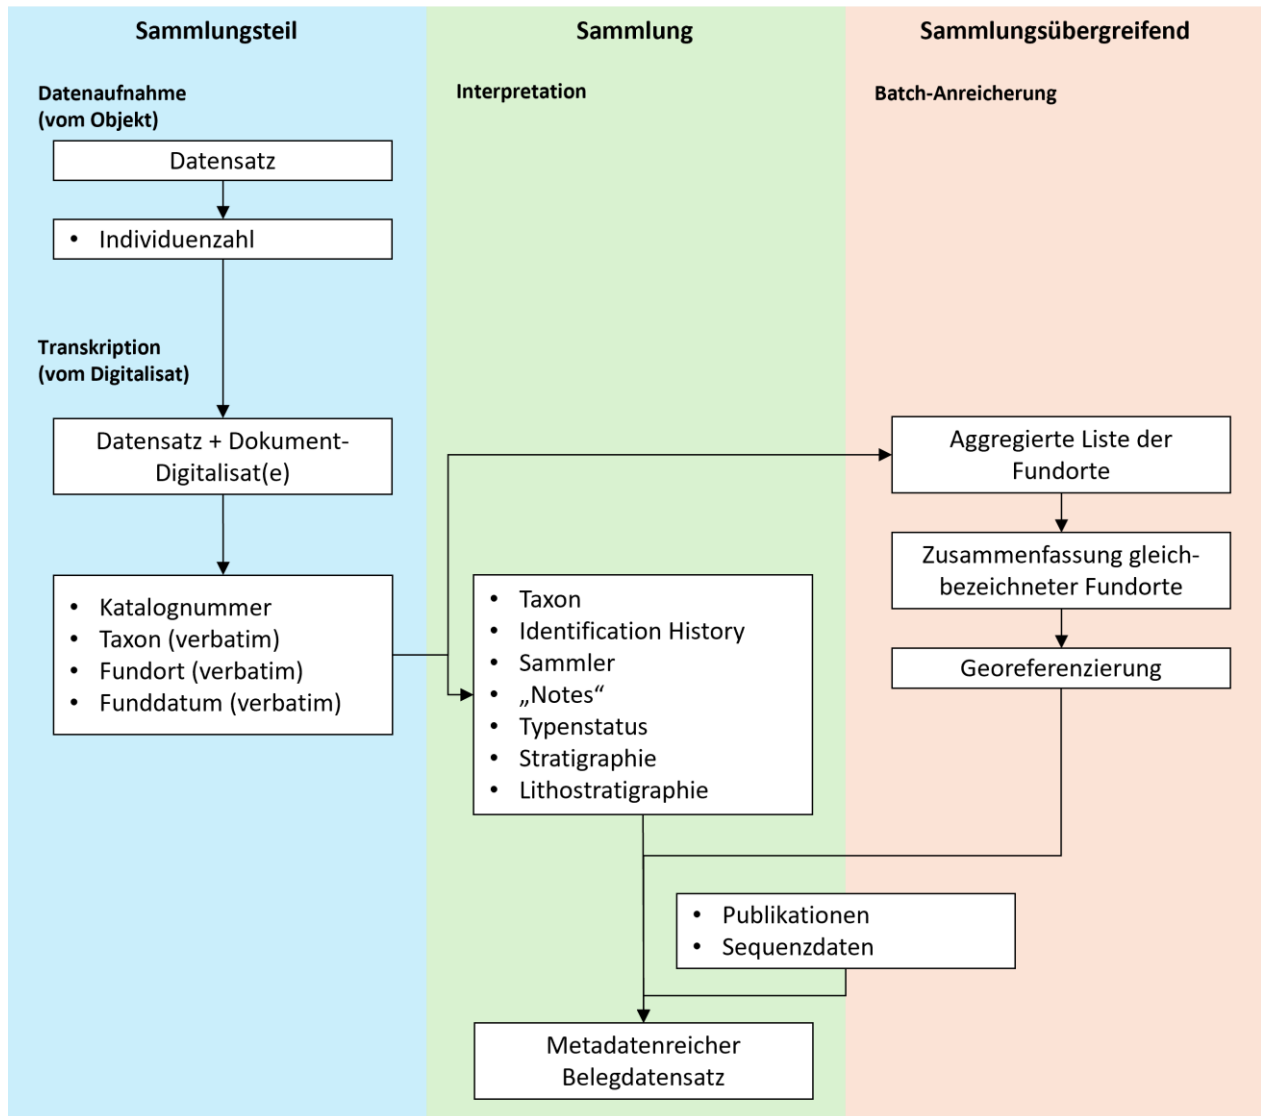 Sammlungsteil
Datenaufnahme
(vom Objekt)
Datensatz
• Individuenzahl
Transkription
(vom Digitalisat)
Datensatz + Dokument-
Digitalisat(e)
• Katalognummer
• Taxon (verbatim)
• Fundort (verbatim)
• Funddatum (verbatim)
Sammlung
Interpretation
• Taxon
• Identification History
• Sammler
• „Notes“
• Typenstatus
• Stratigraphie
• Lithostratigraphie
Sammlungsübergreifend
Batch-Anreicherung
Aggregierte Liste der
Fundorte
Zusammenfassung gleich-
bezeichneter Fundorte
Georeferenzierung
• Publikationen
• Sequenzdaten
Metadatenreicher
Belegdatensatz